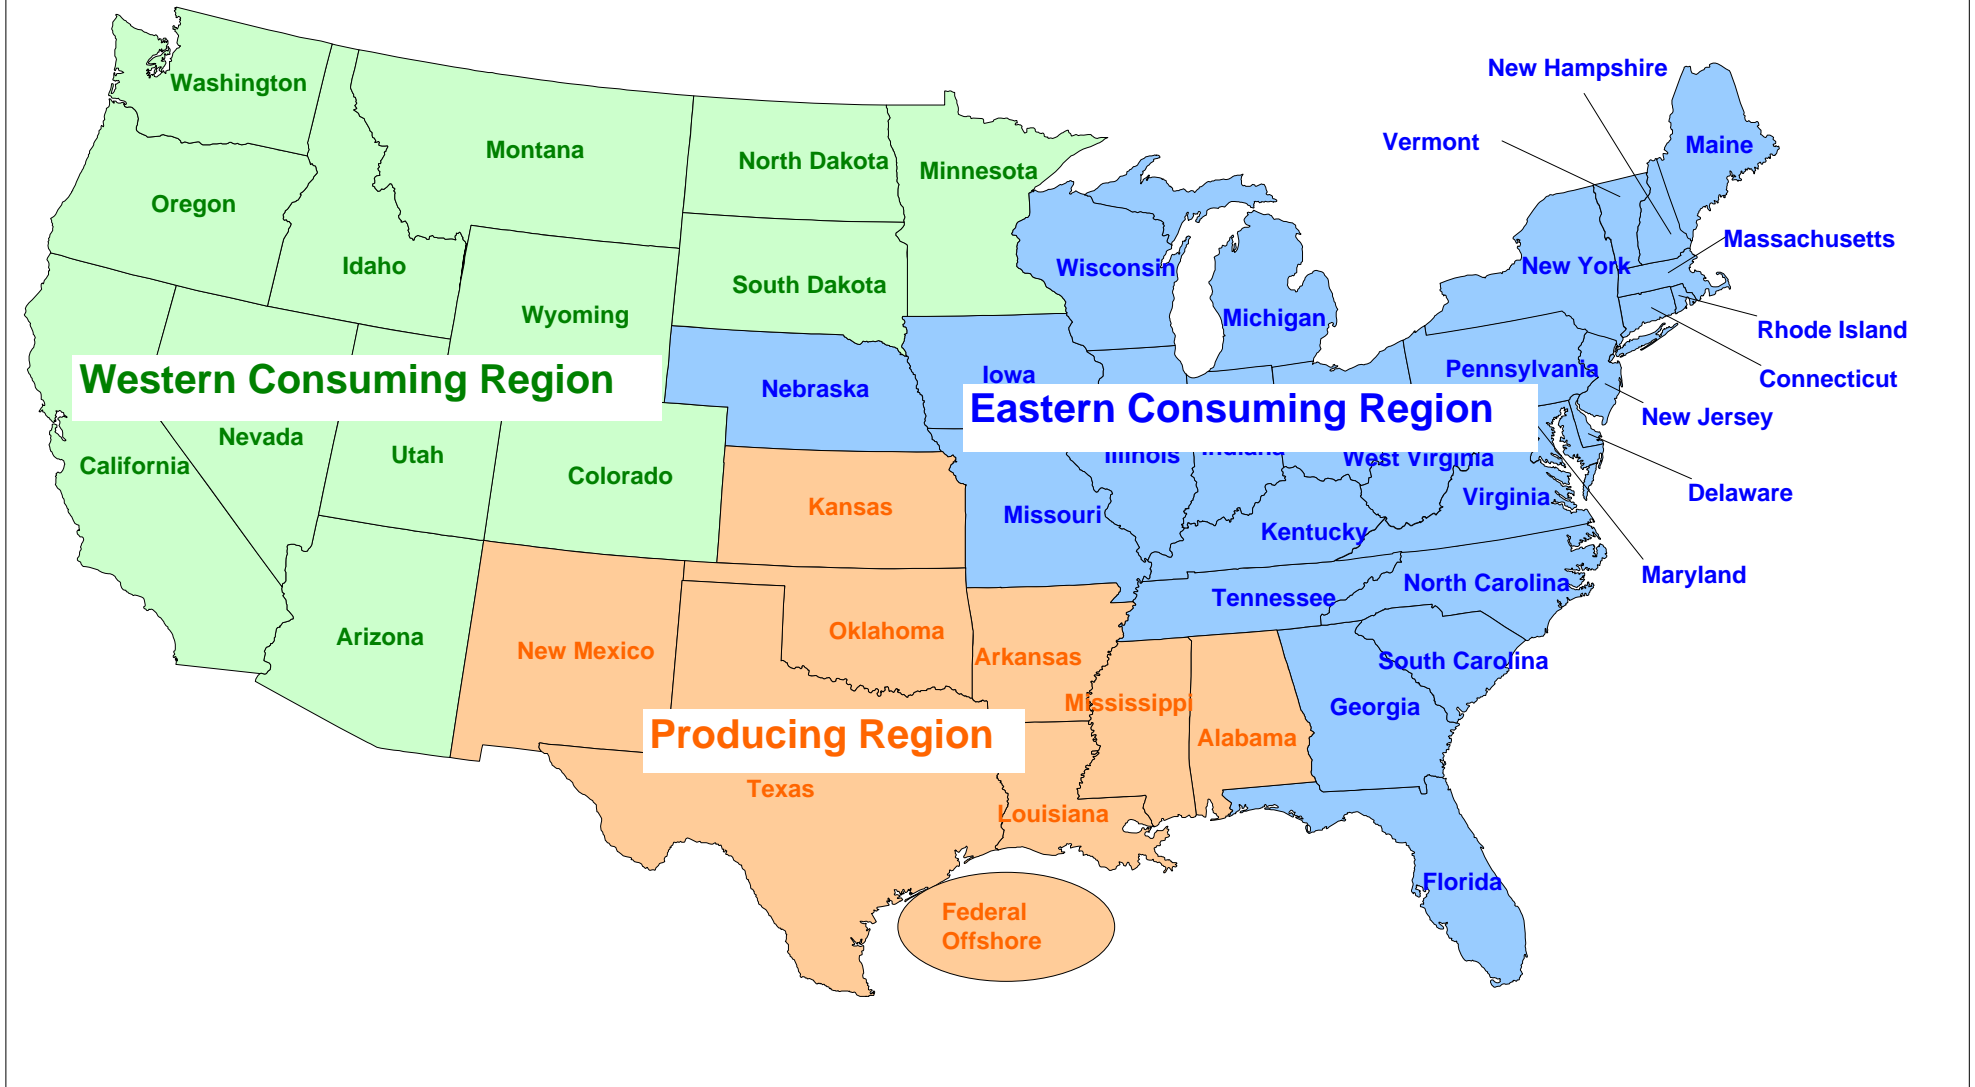 New Hampshire
Washington
Vermont
Maine
Montana
North Dakota
Minnesota
Oregon
Massachusetts
Idaho
New York
Wisconsin
South Dakota
Wyoming
Michigan
Rhode Island
Western Consuming Region
Nebraska
Iowa
Pennsylvania
Connecticut
Eastern Consuming Region
New Jersey
Nevada
Utah
California
Illinois
Indiana
West Virginia
Colorado
Delaware
Kansas
Missouri
Virginia
Kentucky
Maryland
North Carolina
Tennessee
Arizona
New Mexico
Oklahoma
Arkansas
South Carolina
Mississippi
Georgia
Producing Region
Alabama
Texas
Louisiana
Florida
Federal
Offshore